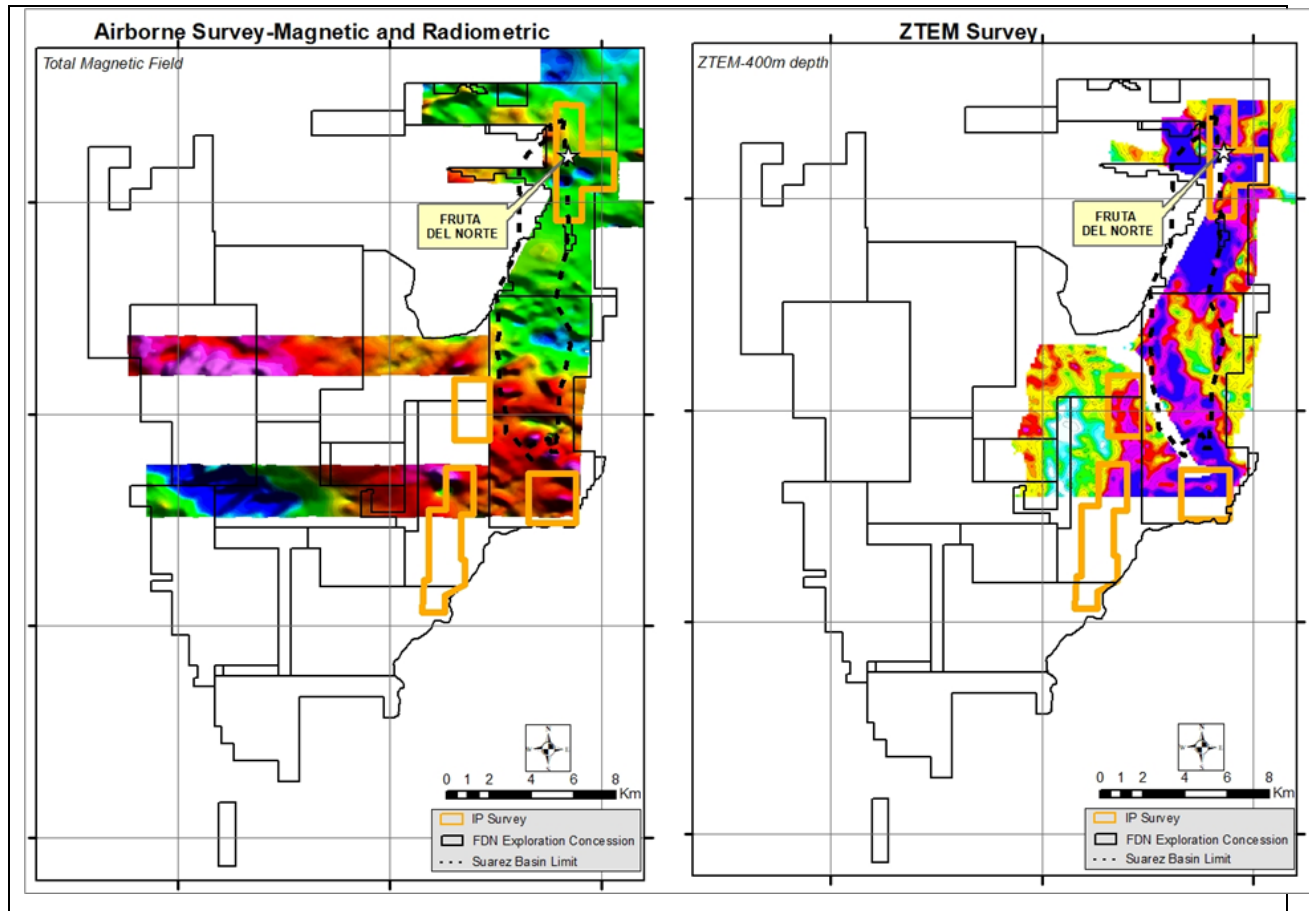 Airborne Survey-Magnetic and Radiometric
Total Magnetic Field
FRUTA
DEL NORTE
N
W E
S
0 1 2 4 6 8
Km
IP Survey
FDN Exploration Concession
Suarez Basin Limit
ZTEM Survey
ZTEM-400m depth
FRUTA
DEL NORTE
N
W E
S
0 1 2 4 6 8
Km
IP Survey
FDN Exploration Concession
Suarez Basin Limit